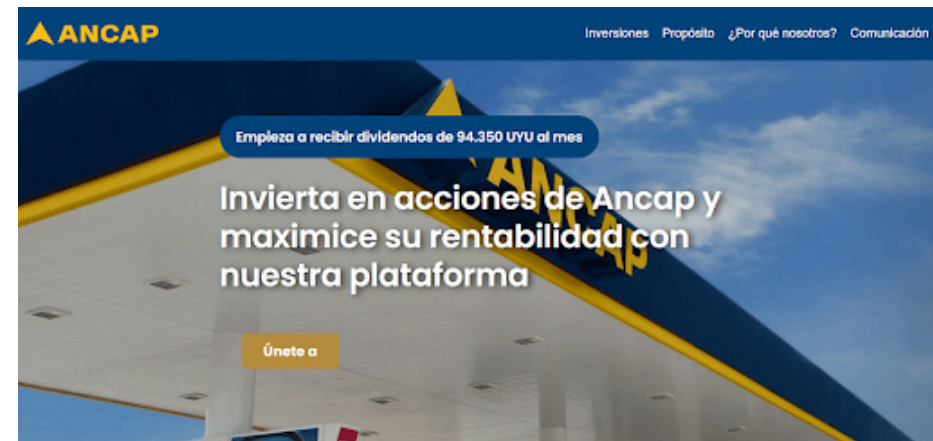 ANCAP
Inversiones Propósito ¿Por qué nosotros? Comunicación
Empieza a recibir dividendos de 94.350 UYU al mes
ANCAP
Invierta en acciones de Ancap y
maximice su rentabilidad con
nuestra plataforma
Únete a